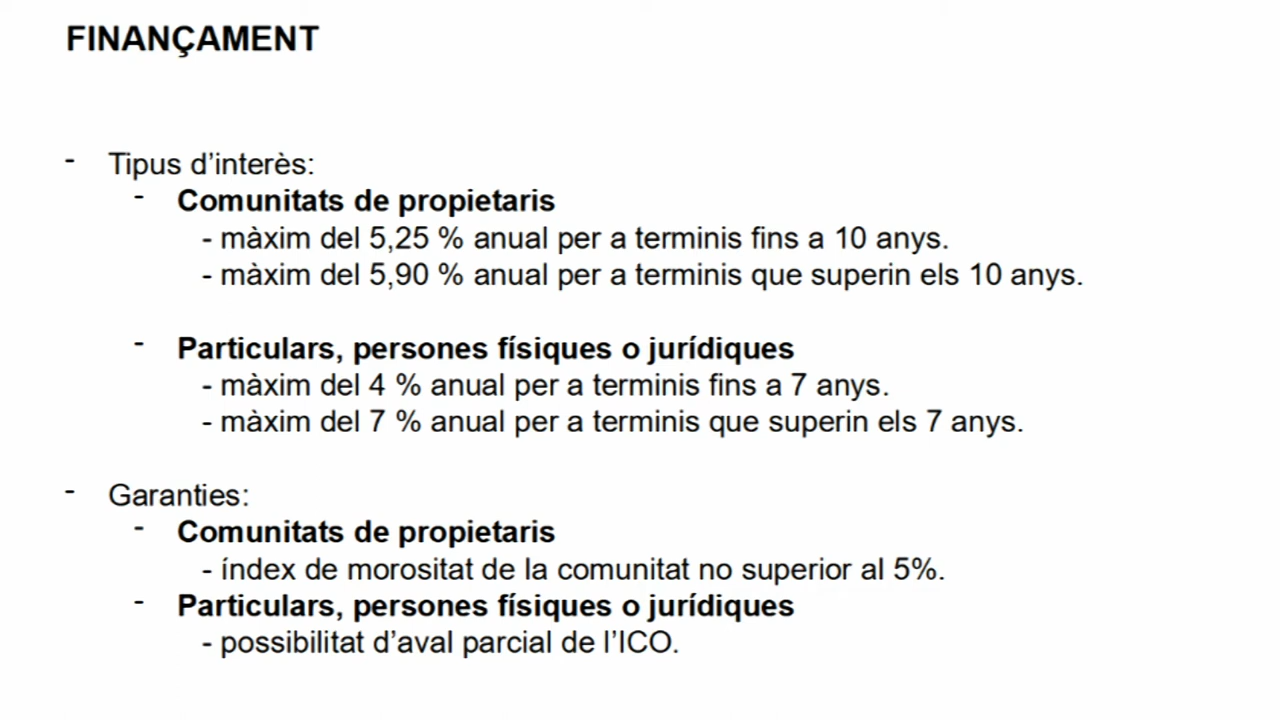 FINANÇAMENT
- Tipus d’interès:
- Comunitats de propietaris
- màxim del 5,25 % anual per a terminis fins a 10 anys.
- màxim del 5,90 % anual per a terminis que superin els 10 anys.
- Particulars, persones físiques o jurídiques
- màxim del 4 % anual per a terminis fins a 7 anys.
- màxim del 7 % anual per a terminis que superin els 7 anys.
- Garanties:
- Comunitats de propietaris
- índex de morositat de la comunitat no superior al 5%.
- Particulars, persones físiques o jurídiques
- possibilitat d’aval parcial de l’ICO.